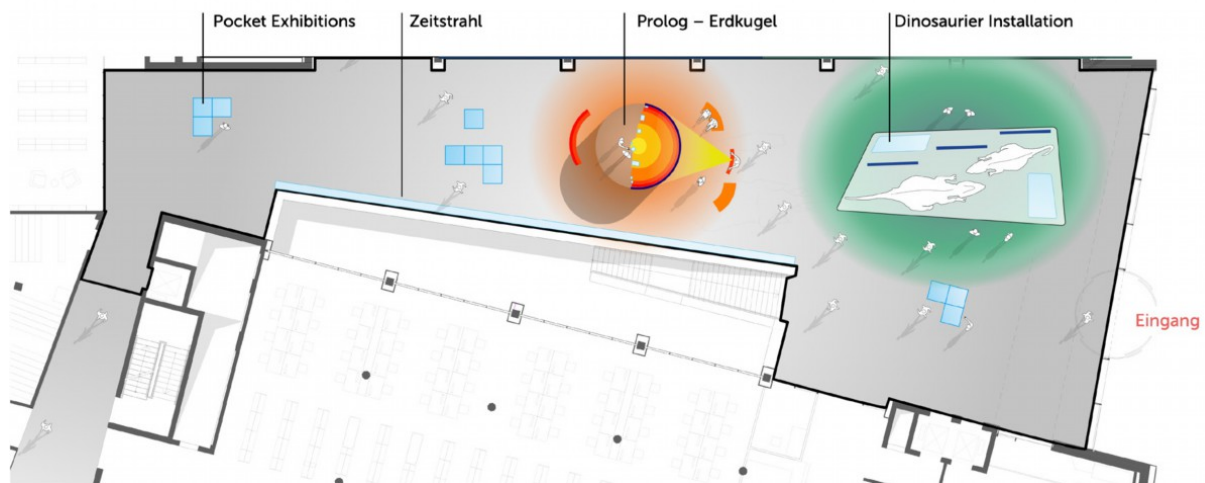 Pocket Exhibitions
Zeitstrahl
Prolog – Erdkugel
Dinosaurier Installation
Eingang